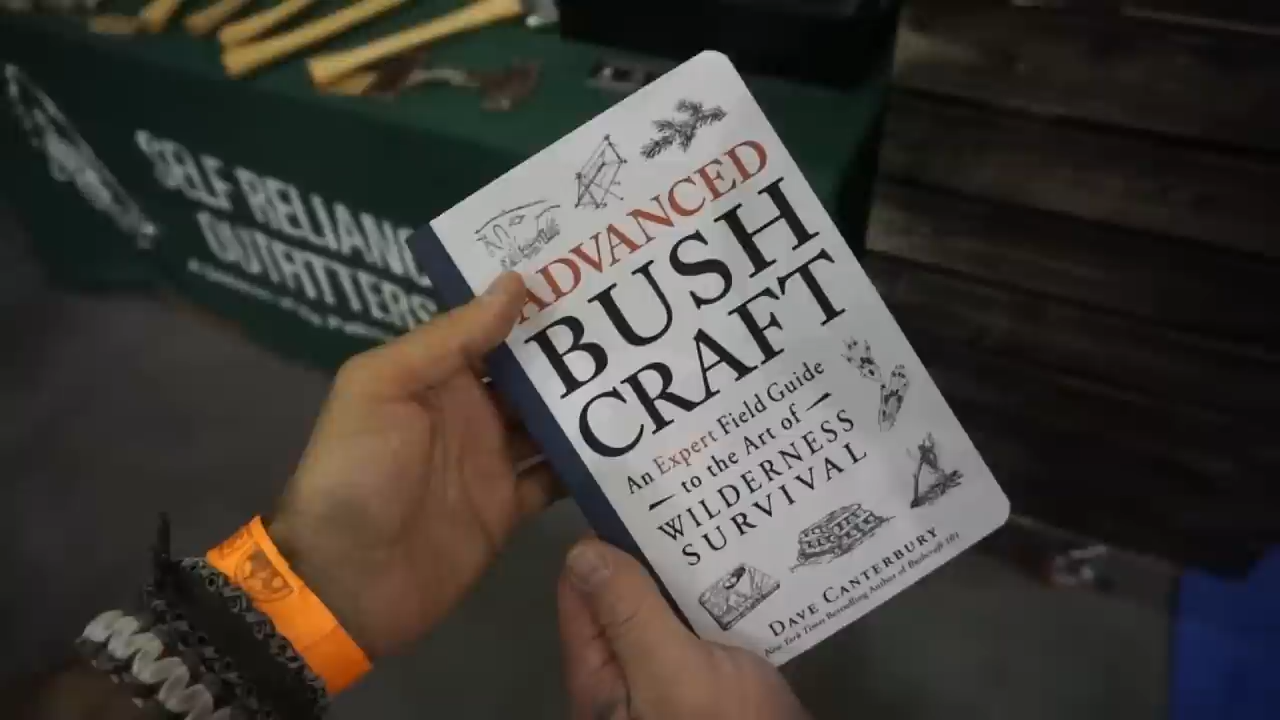 SELF RELIANCE
OUTFITTERS
ADVANCED
BUSH
CRAFT
An Expert Field Guide
to the Art of
WILDERNESS
SURVIVAL
DAVE CANTERBURY
New York Times Bestselling Author of Bushcraft 101